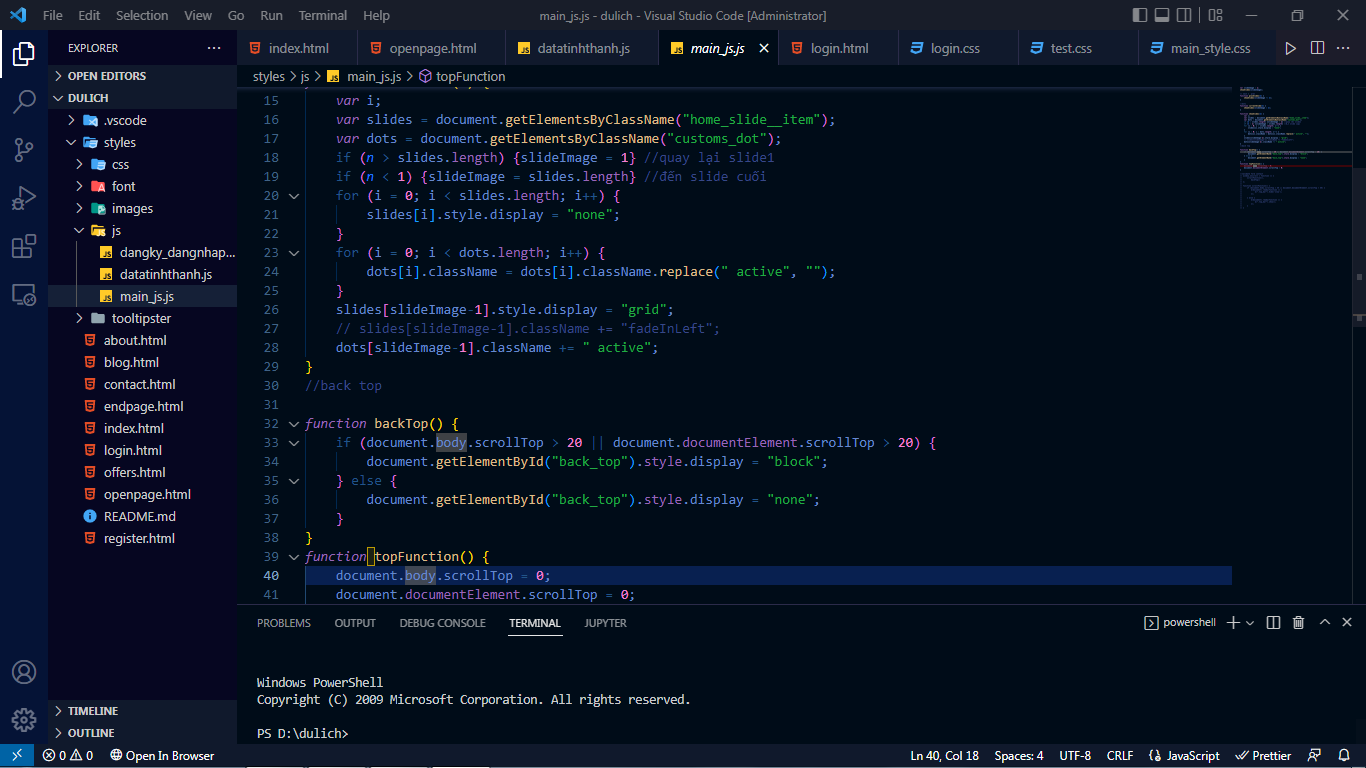 File Edit Selection View Go Run Terminal Help main_js.js - dulich - Visual Studio Code [Administrator]
EXPLORER
OPEN EDITORS
DULICH
.vscode
styles
css
font
images
js
dangky_dangnhap...
datatinhthanh.js
main_js.js
tooltipster
about.html
blog.html
contact.html
endpage.html
index.html
login.html
offers.html
openpage.html
README.md
register.html
TIMELINE
OUTLINE
index.html openpage.html datatinhthanh.js main_js.js login.html login.css test.css main_style.css
styles > js > main_js.js > topFunction
15 var i;
16 var slides = document.getElementsByClassName("home_slide__item");
17 var dots = document.getElementsByClassName("customs_dot");
18 if (n > slides.length) {slideImage = 1} //quay lại slide1
19 if (n < 1) {slideImage = slides.length} //đến slide cuối
20 for (i = 0; i < slides.length; i++) {
21 slides[i].style.display = "none";
22 }
23 for (i = 0; i < dots.length; i++) {
24 dots[i].className = dots[i].className.replace(" active", "");
25 }
26 slides[slideImage-1].style.display = "grid";
27 // slides[slideImage-1].className += "fadeInLeft";
28 dots[slideImage-1].className += " active";
29 }
30 //back top
31
32 function backTop() {
33 if (document.body.scrollTop > 20 || document.documentElement.scrollTop > 20) {
34 document.getElementById("back_top").style.display = "block";
35 } else {
36 document.getElementById("back_top").style.display = "none";
37 }
38 }
39 function topFunction() {
40 document.body.scrollTop = 0;
41 document.documentElement.scrollTop = 0;
PROBLEMS OUTPUT DEBUG CONSOLE TERMINAL JUPYTER powershell
Windows PowerShell
Copyright (C) 2009 Microsoft Corporation. All rights reserved.
PS D:\dulich>
0 0 Open In Browser Ln 40, Col 18 Spaces: 4 UTF-8 CRLF JavaScript Prettier